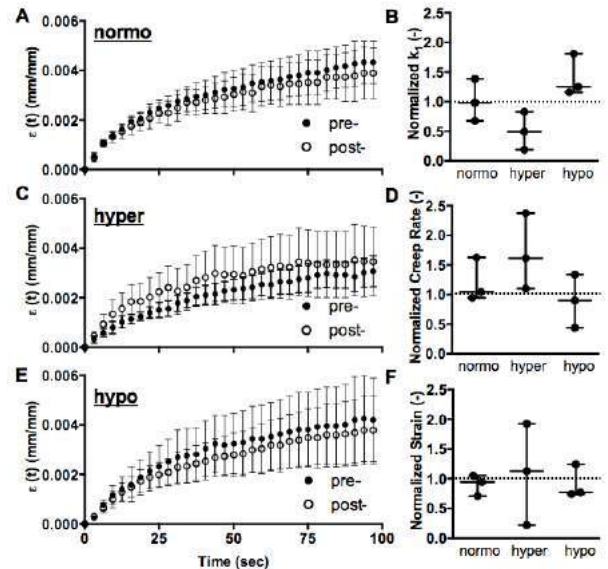 A
normo
0.006
0.004
0.002
0.000
ε (t) (mm/mm)
pre-
post-
B
2.5
2.0
1.5
1.0
0.5
0.0
Normalized k₁ (-)
normo hyper hypo
C
hyper
0.006
0.004
0.002
0.000
ε (t) (mm/mm)
pre-
post-
D
2.5
2.0
1.5
1.0
0.5
0.0
Normalized Creep Rate (-)
normo hyper hypo
E
hypo
0.006
0.004
0.002
0.000
ε (t) (mm/mm)
pre-
post-
0 25 50 75 100
Time (sec)
F
2.5
2.0
1.5
1.0
0.5
0.0
Normalized Strain (-)
normo hyper hypo